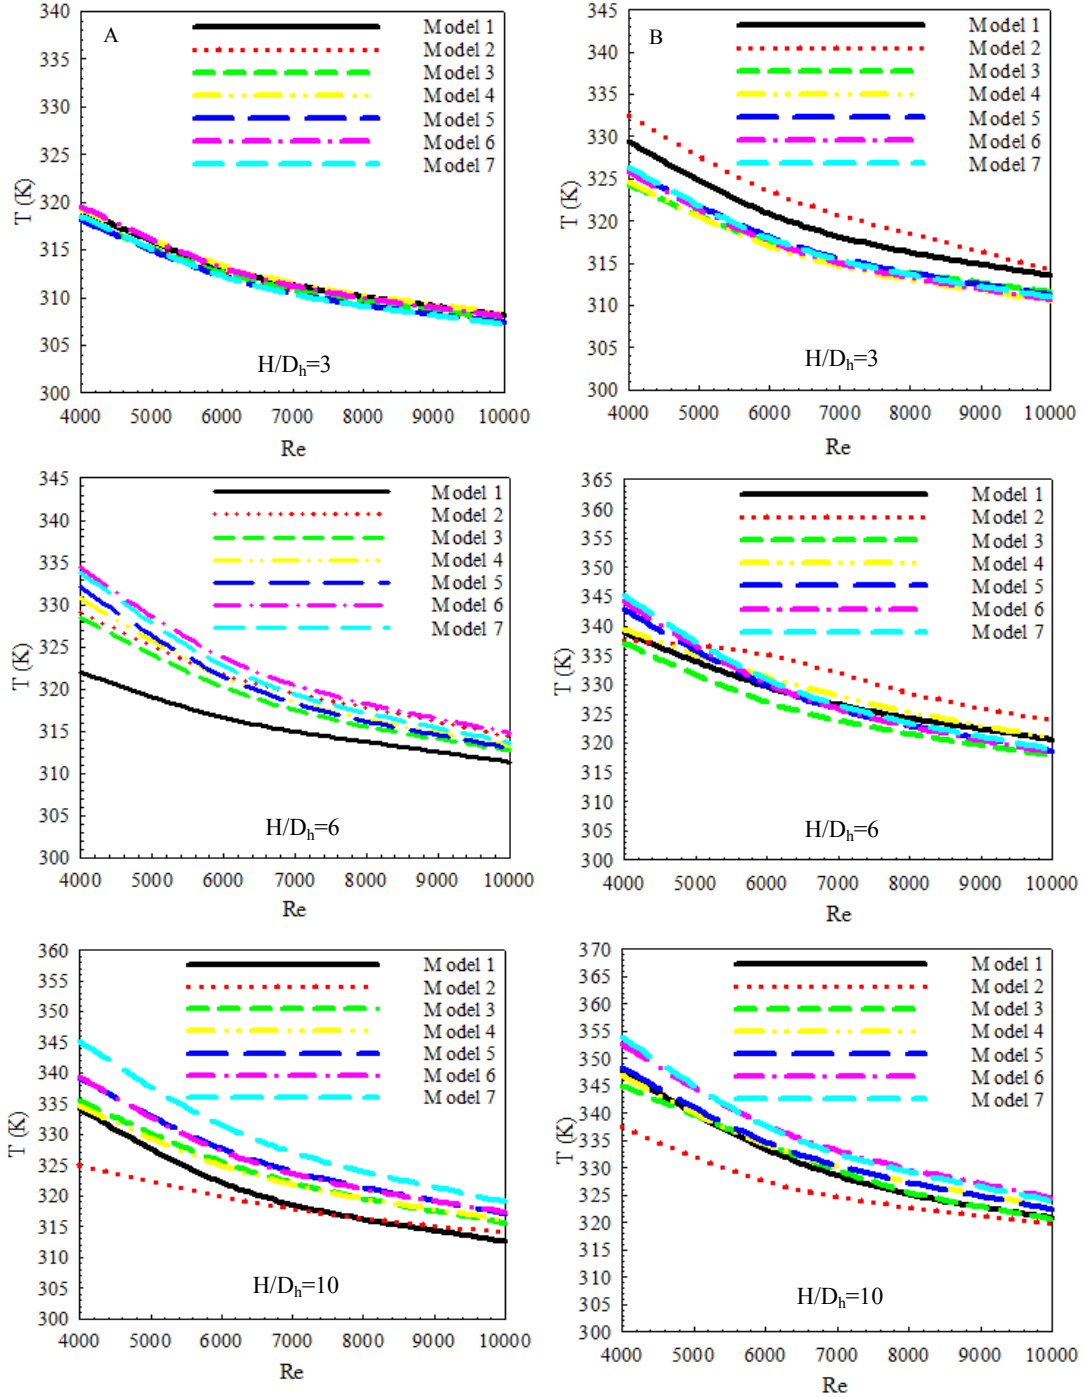 A
340
335
330
325
320
315
310
305
300
T (K)
Model 1
Model 2
Model 3
Model 4
Model 5
Model 6
Model 7
H/Dh=3
4000 5000 6000 7000 8000 9000 10000
Re
B
345
340
335
330
325
320
315
310
305
300
T (K)
Model 1
Model 2
Model 3
Model 4
Model 5
Model 6
Model 7
H/Dh=3
4000 5000 6000 7000 8000 9000 10000
Re
345
340
335
330
325
320
315
310
305
300
T (K)
Model 1
Model 2
Model 3
Model 4
Model 5
Model 6
Model 7
H/Dh=6
4000 5000 6000 7000 8000 9000 10000
Re
365
360
355
350
345
340
335
330
325
320
315
310
305
300
T (K)
Model 1
Model 2
Model 3
Model 4
Model 5
Model 6
Model 7
H/Dh=6
4000 5000 6000 7000 8000 9000 10000
Re
360
355
350
345
340
335
330
325
320
315
310
305
300
T (K)
Model 1
Model 2
Model 3
Model 4
Model 5
Model 6
Model 7
H/Dh=10
4000 5000 6000 7000 8000 9000 10000
Re
370
365
360
355
350
345
340
335
330
325
320
315
310
305
300
T (K)
Model 1
Model 2
Model 3
Model 4
Model 5
Model 6
Model 7
H/Dh=10
4000 5000 6000 7000 8000 9000 10000
Re